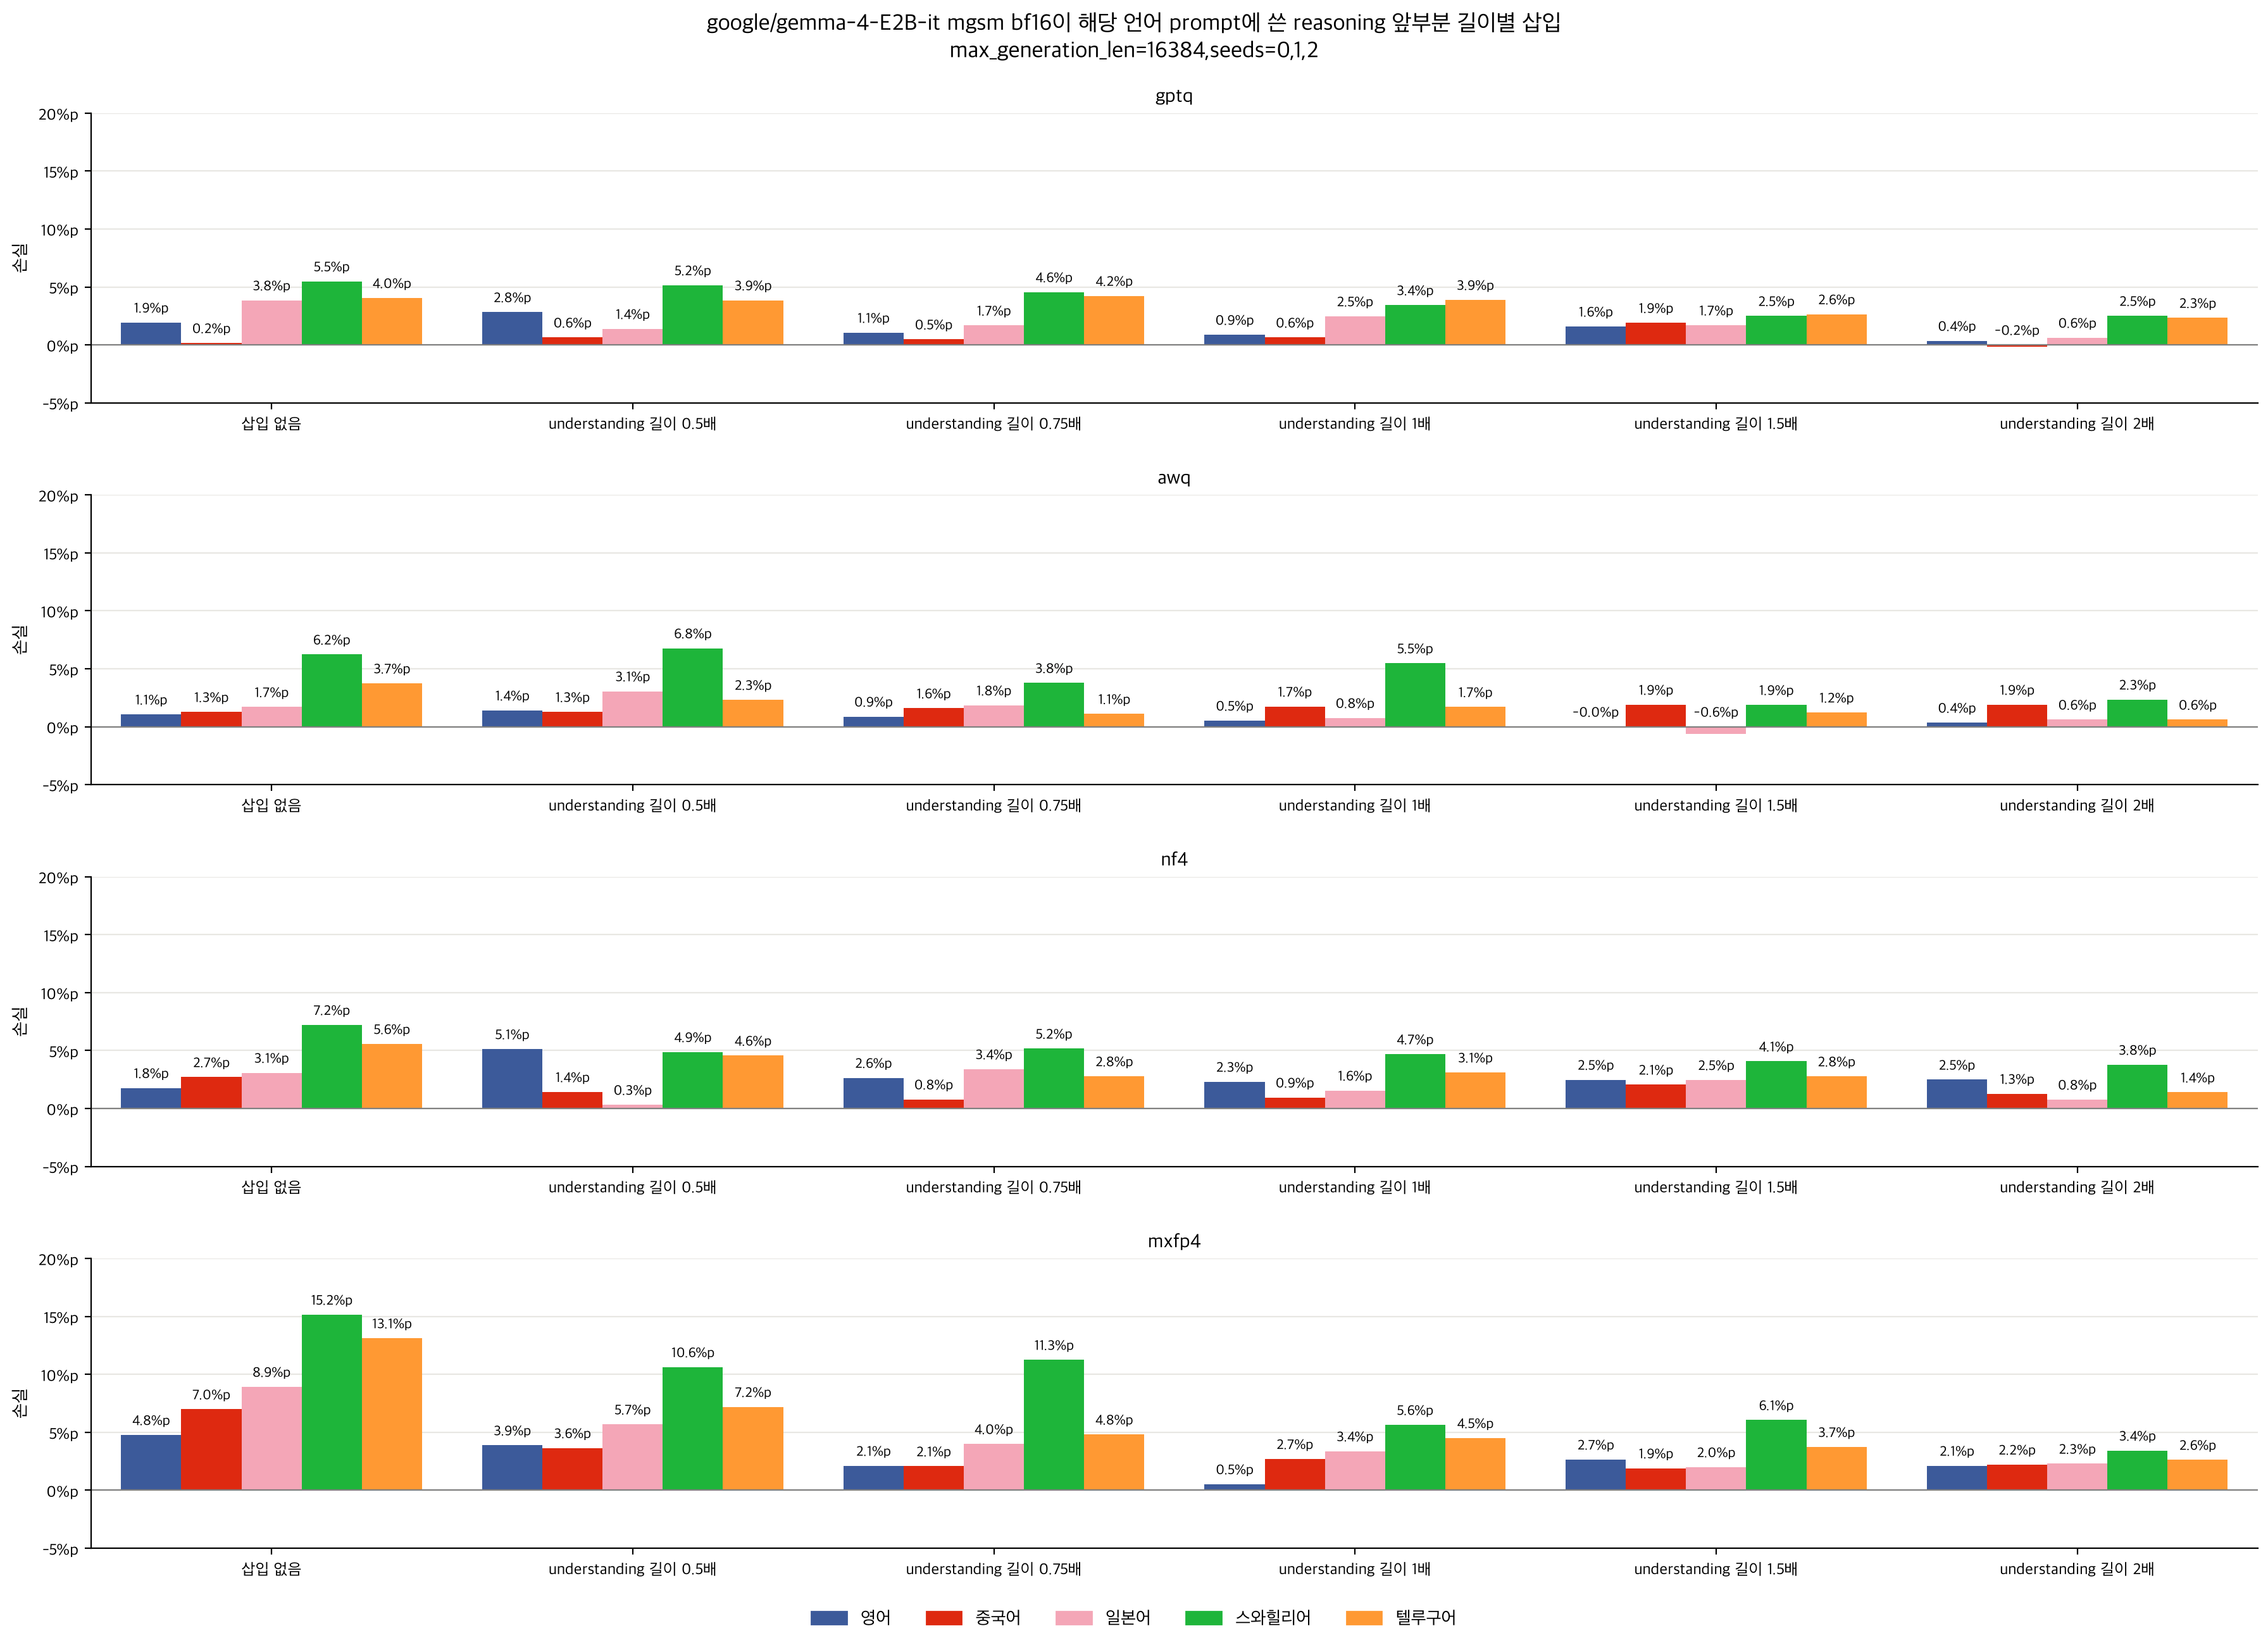 google/gemma-4-E2B-it mgsm bf16이 해당 언어 prompt에 쓴 reasoning 앞부분 길이별 삽입
max_generation_len=16384,seeds=0,1,2
gptq
손실
20%p
15%p
10%p
5%p
0%p
-5%p
1.9%p 0.2%p 3.8%p 5.5%p 4.0%p
2.8%p 0.6%p 1.4%p 5.2%p 3.9%p
1.1%p 0.5%p 1.7%p 4.6%p 4.2%p
0.9%p 0.6%p 2.5%p 3.4%p 3.9%p
1.6%p 1.9%p 1.7%p 2.5%p 2.6%p
0.4%p -0.2%p 0.6%p 2.5%p 2.3%p
삽입 없음 understanding 길이 0.5배 understanding 길이 0.75배 understanding 길이 1배 understanding 길이 1.5배 understanding 길이 2배
awq
손실
20%p
15%p
10%p
5%p
0%p
-5%p
1.1%p 1.3%p 1.7%p 6.2%p 3.7%p
1.4%p 1.3%p 3.1%p 6.8%p 2.3%p
0.9%p 1.6%p 1.8%p 3.8%p 1.1%p
0.5%p 1.7%p 0.8%p 5.5%p 1.7%p
-0.0%p 1.9%p -0.6%p 1.9%p 1.2%p
0.4%p 1.9%p 0.6%p 2.3%p 0.6%p
삽입 없음 understanding 길이 0.5배 understanding 길이 0.75배 understanding 길이 1배 understanding 길이 1.5배 understanding 길이 2배
nf4
손실
20%p
15%p
10%p
5%p
0%p
-5%p
1.8%p 2.7%p 3.1%p 7.2%p 5.6%p
5.1%p 1.4%p 0.3%p 4.9%p 4.6%p
2.6%p 0.8%p 3.4%p 5.2%p 2.8%p
2.3%p 0.9%p 1.6%p 4.7%p 3.1%p
2.5%p 2.1%p 2.5%p 4.1%p 2.8%p
2.5%p 1.3%p 0.8%p 3.8%p 1.4%p
삽입 없음 understanding 길이 0.5배 understanding 길이 0.75배 understanding 길이 1배 understanding 길이 1.5배 understanding 길이 2배
mxfp4
손실
20%p
15%p
10%p
5%p
0%p
-5%p
4.8%p 7.0%p 8.9%p 15.2%p 13.1%p
3.9%p 3.6%p 5.7%p 10.6%p 7.2%p
2.1%p 2.1%p 4.0%p 11.3%p 4.8%p
0.5%p 2.7%p 3.4%p 5.6%p 4.5%p
2.7%p 1.9%p 2.0%p 6.1%p 3.7%p
2.1%p 2.2%p 2.3%p 3.4%p 2.6%p
삽입 없음 understanding 길이 0.5배 understanding 길이 0.75배 understanding 길이 1배 understanding 길이 1.5배 understanding 길이 2배
영어 중국어 일본어 스와힐리어 텔루구어